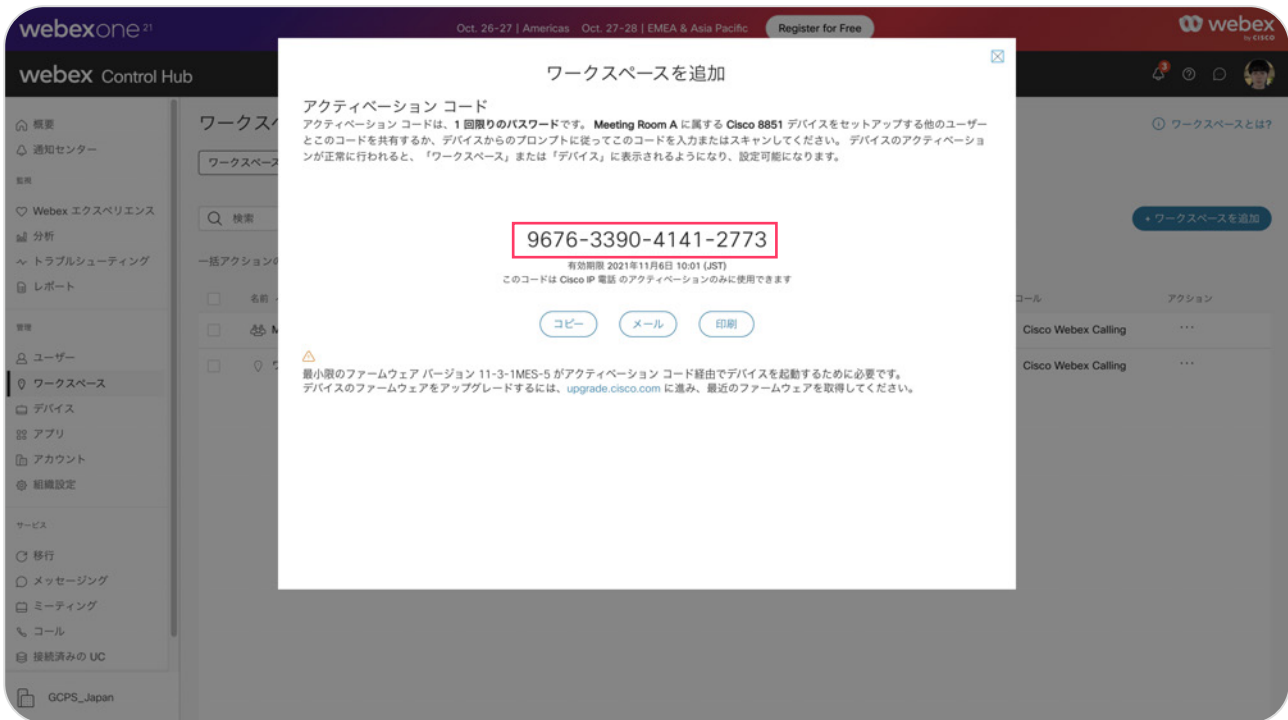 webexone 21
Oct. 26-27 | Americas Oct. 27-28 | EMEA & Asia Pacific Register for Free
webex
by CISCO
webex Control Hub
3
概要
通知センター
監視
Webex エクスペリエンス
分析
トラブルシューティング
レポート
管理
ユーザー
ワークスペース
デバイス
アプリ
アカウント
組織設定
サービス
移行
メッセージング
ミーティング
コール
接続済みの UC
GCPS_Japan
ワークス
ワークスペース
検索
一括アクションの
名前
M
ワークスペースを追加
アクティベーション コード
アクティベーション コードは、1 回限りのパスワードです。 Meeting Room A に属する Cisco 8851 デバイスをセットアップする他のユーザー
とこのコードを共有するか、デバイスからのプロンプトに従ってこのコードを入力またはスキャンしてください。 デバイスのアクティベーショ
ンが正常に行われると、「ワークスペース」または「デバイス」に表示されるようになり、設定可能になります。
9676-3390-4141-2773
有効期限 2021年11月6日 10:01 (JST)
このコードは Cisco IP 電話 のアクティベーションのみに使用できます
コピー メール 印刷
最小限のファームウェア バージョン 11-3-1MES-5 がアクティベーション コード経由でデバイスを起動するために必要です。
デバイスのファームウェアをアップグレードするには、upgrade.cisco.com に進み、最近のファームウェアを取得してください。
ワークスペースとは?
+ ワークスペースを追加
コール アクション
Cisco Webex Calling ...
Cisco Webex Calling ...